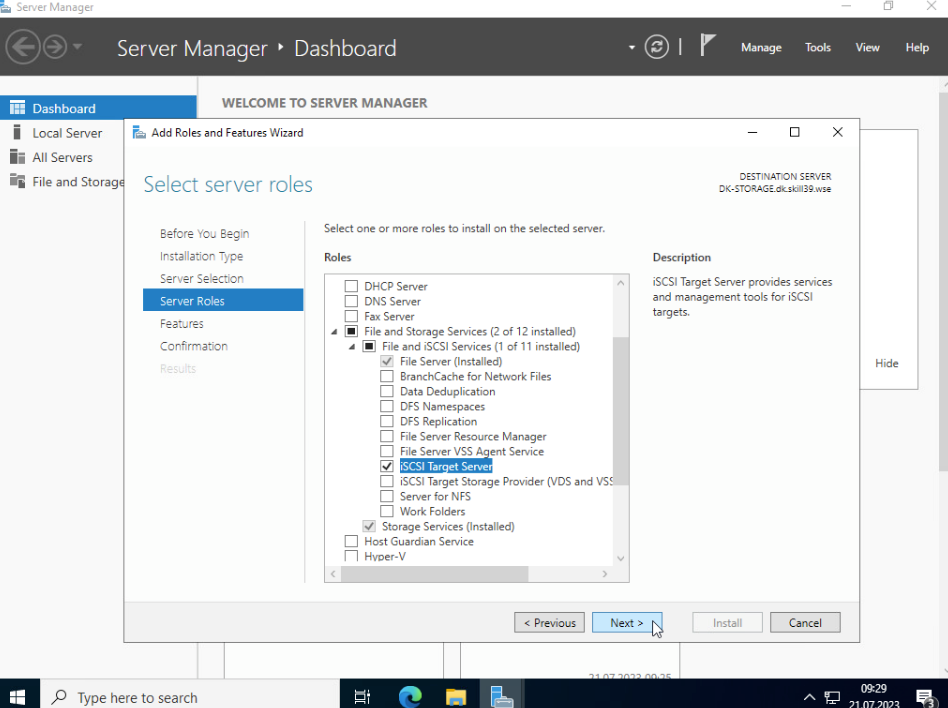 Server Manager
Server Manager • Dashboard
Manage Tools View Help
Dashboard
Local Server
All Servers
File and Storage
WELCOME TO SERVER MANAGER
Add Roles and Features Wizard
Select server roles
DESTINATION SERVER
DK-STORAGE.dk.skill39.wse
Before You Begin
Installation Type
Server Selection
Server Roles
Features
Confirmation
Results
Select one or more roles to install on the selected server.
Roles
DHCP Server
DNS Server
Fax Server
File and Storage Services (2 of 12 installed)
File and iSCSI Services (1 of 11 installed)
File Server (Installed)
BranchCache for Network Files
Data Deduplication
DFS Namespaces
DFS Replication
File Server Resource Manager
File Server VSS Agent Service
iSCSI Target Server
iSCSI Target Storage Provider (VDS and VSS
Server for NFS
Work Folders
Storage Services (Installed)
Host Guardian Service
Hyper-V
Description
iSCSI Target Server provides services
and management tools for iSCSI
targets.
Hide
< Previous
Next >
Install
Cancel
21.07.2023 09:25
Type here to search
09:29
21.07.2023
3